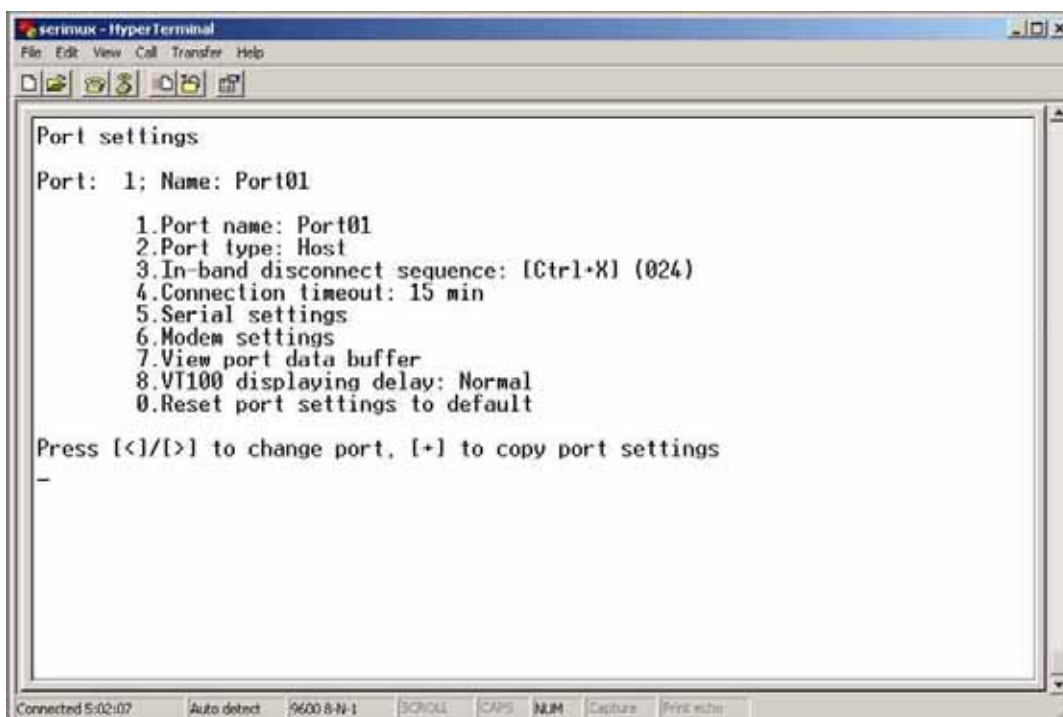 serimux - HyperTerminal
File Edit View Call Transfer Help
Port settings
Port: 1; Name: Port01
1.Port name: Port01
2.Port type: Host
3.In-band disconnect sequence: [Ctrl+X] (024)
4.Connection timeout: 15 min
5.Serial settings
6.Modem settings
7.View port data buffer
8.VT100 displaying delay: Normal
0.Reset port settings to default
Press [<]/[>] to change port, [+] to copy port settings
Connected 5:02:07 Auto detect 9600 8-N-1 SCROLL CAPS NUM Capture Print echo